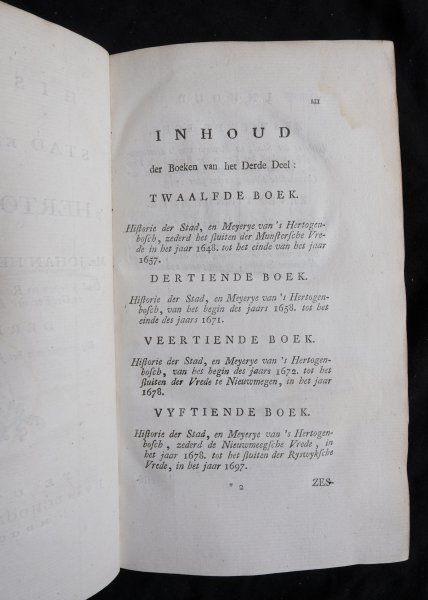 III
INHOUD
der Boeken van het Derde Deel:
TWAALFDE BOEK.
Historie der Stad, en Meyerye van 's Hertogen-
bosch, zederd het sluiten der Munstersche Vre-
de in het jaar 1648. tot het einde van het jaar
1657.
DERTIENDE BOEK.
Historie der Stad, en Meyerye van 's Hertogen-
bosch, van het begin des jaars 1658. tot het
einde des jaars 1671.
VEERTIENDE BOEK.
Historie der Stad, en Meyerye van 's Hertogen-
bosch, van het begin des jaars 1672. tot het
sluiten der Vrede te Nieuwmegen, in het jaar
1678.
VYFTIENDE BOEK.
Historie der Stad, en Meyerye van 's Hertogen-
bosch, zederd de Nieuwmeegsche Vrede, in
het jaar 1678. tot het sluiten der Ryswyksche
Vrede, in het jaar 1697.
* 2 ZES-